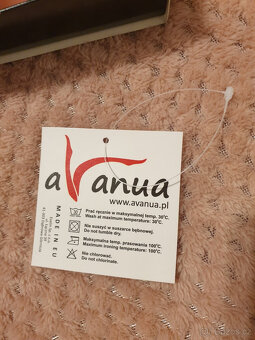 avanua
www.avanua.pl
MADE IN EU
Prać ręcznie w maksymalnej temp. 30°C.
Wash at maximum temperature: 30°C.
Nie suszyć w suszarce bębnowej.
Do not tumble dry.
Maksymalna temp. prasowania 100°C.
Maximum ironing temperature: 100°C.
Nie chlorować.
Do not chlorinate.